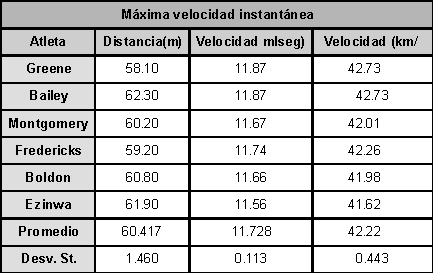 Máxima velocidad instantánea
Atleta Distancia(m) Velocidad mlseg) Velocidad (km/
Greene 58.10 11.87 42.73
Bailey 62.30 11.87 42.73
Montgomery 60.20 11.67 42.01
Fredericks 59.20 11.74 42.26
Boldon 60.80 11.66 41.98
Ezinwa 61.90 11.56 41.62
Promedio 60.417 11.728 42.22
Desv. St. 1.460 0.113 0.443